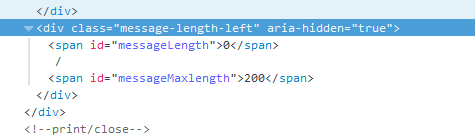 </div>
<div class="message-length-left" aria-hidden="true">
<span id="messageLength">0</span>
/
<span id="messageMaxlength">200</span>
</div>
</div>
<!--print/close-->